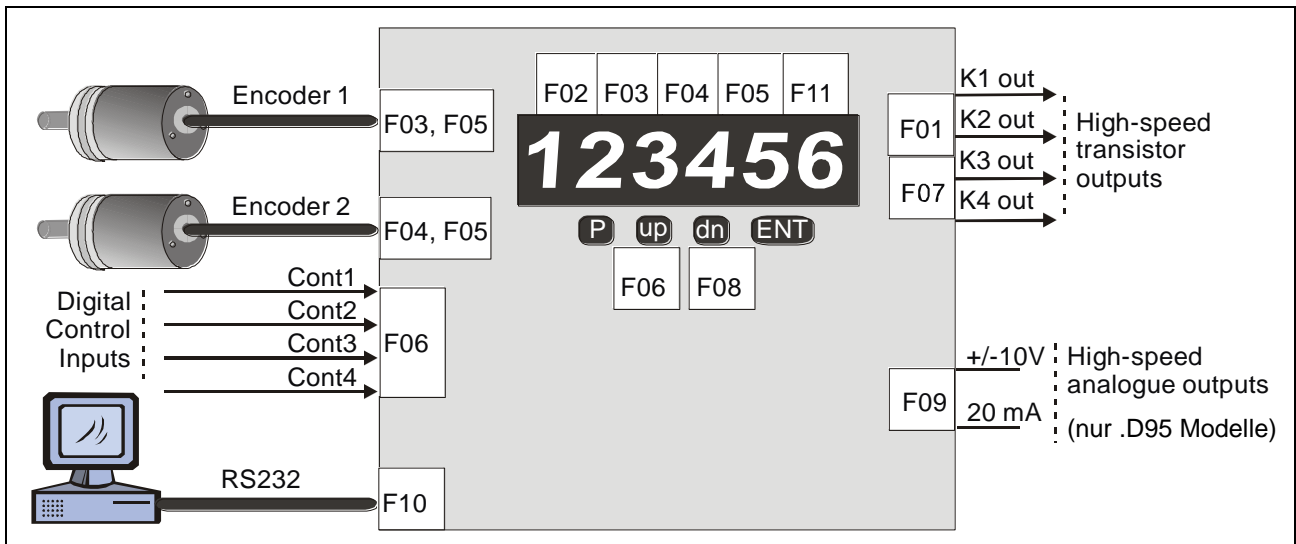 Encoder 1
F03, F05
Encoder 2
F04, F05
Digital
Control
Inputs
Cont1
Cont2
Cont3
Cont4
F06
RS232
F10
F02 F03 F04 F05 F11
123456
P up dn ENT
F06 F08
F01
F07
K1 out
K2 out
K3 out
K4 out
High-speed
transistor
outputs
F09
+/-10V
20 mA
High-speed
analogue outputs
(nur .D95 Modelle)